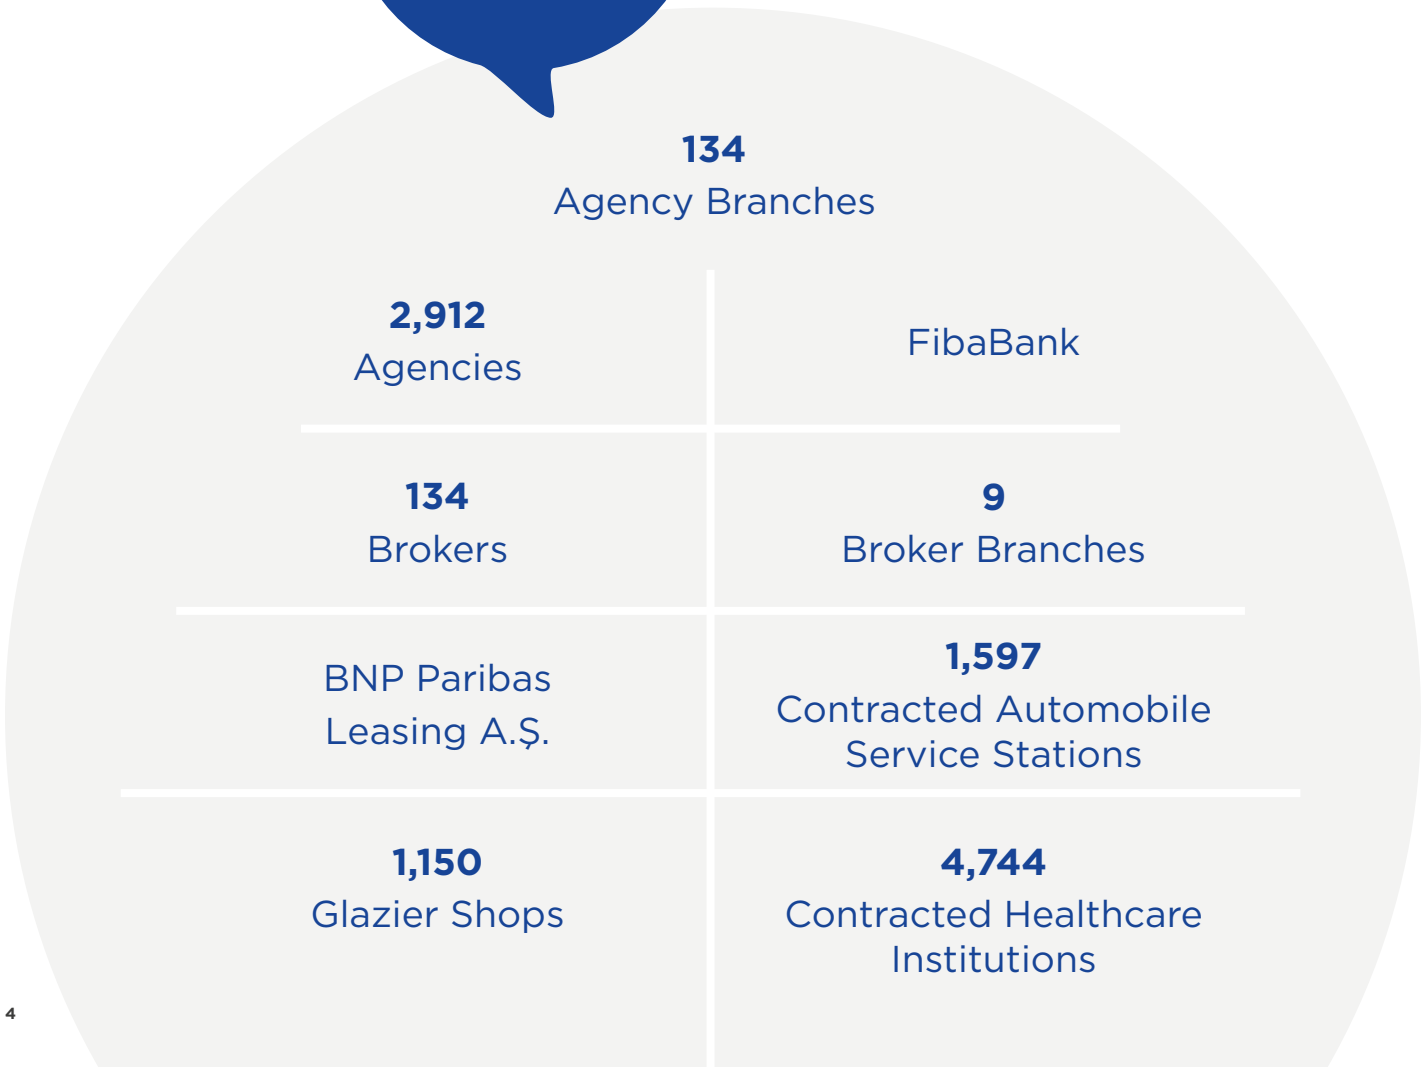 134
Agency Branches
2,912
Agencies
FibaBank
134
Brokers
9
Broker Branches
BNP Paribas
Leasing A.Ş.
1,597
Contracted Automobile
Service Stations
1,150
Glazier Shops
4,744
Contracted Healthcare
Institutions
4